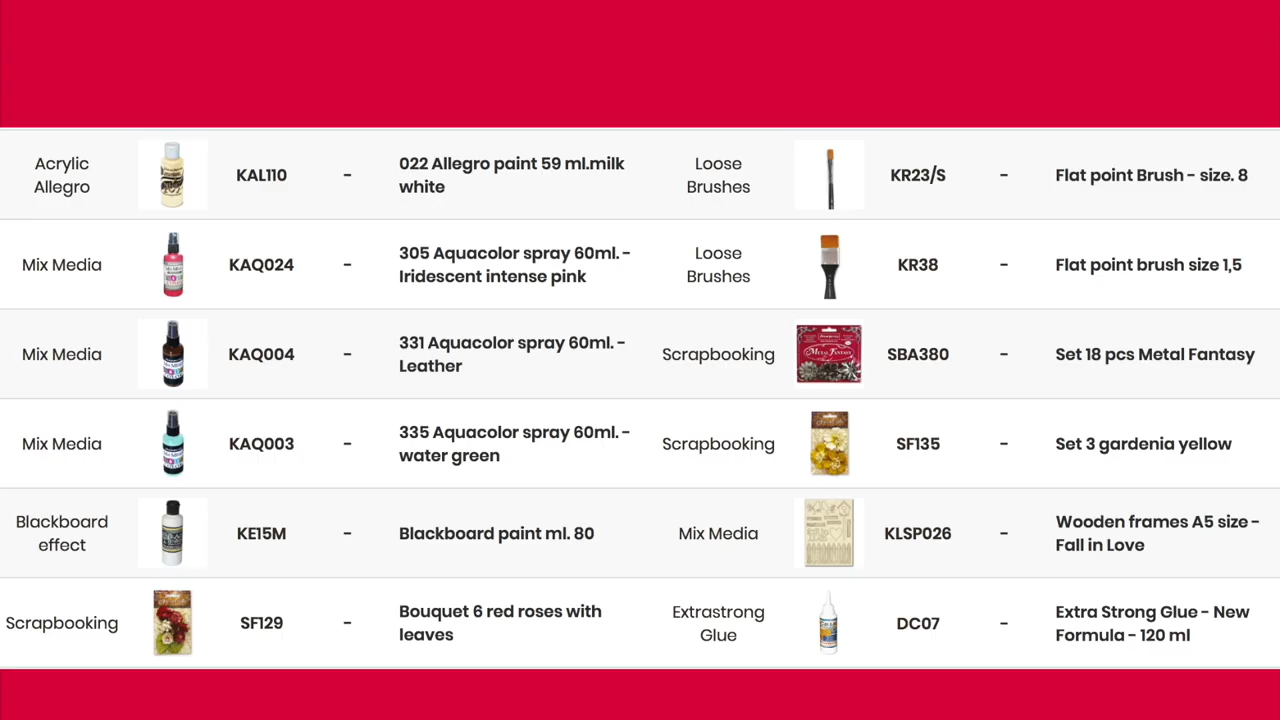 Acrylic
Allegro
KAL110
-
022 Allegro paint 59 ml.milk
white
Loose
Brushes
KR23/S
-
Flat point Brush - size. 8
Mix Media
KAQ024
-
305 Aquacolor spray 60ml. -
Iridescent intense pink
Loose
Brushes
KR38
-
Flat point brush size 1,5
Mix Media
KAQ004
-
331 Aquacolor spray 60ml. -
Leather
Scrapbooking
Metal Fantasy
SBA380
-
Set 18 pcs Metal Fantasy
Mix Media
KAQ003
-
335 Aquacolor spray 60ml. -
water green
Scrapbooking
SF135
-
Set 3 gardenia yellow
Blackboard
effect
KE15M
-
Blackboard paint ml. 80
Mix Media
KLSP026
-
Wooden frames A5 size -
Fall in Love
Scrapbooking
SF129
-
Bouquet 6 red roses with
leaves
Extrastrong
Glue
DC07
-
Extra Strong Glue - New
Formula - 120 ml